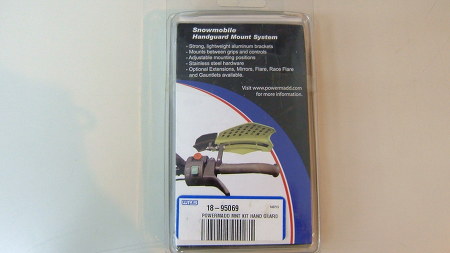 Snowmobile
Handguard Mount System
- Strong, lightweight aluminum brackets
- Mounts between grips and controls
- Adjustable mounting positions
- Stainless steel hardware
- Optional Extensions, Mirrors, Flare, Race Flare
and Gauntlets available.
Visit www.powermadd.com
for more information.
18-95069
POWERMADD MNT KIT HAND GUARD